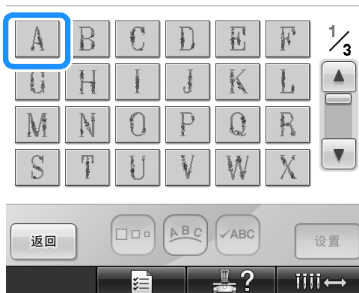 A B C D E F 1/3
G H I J K L
M N O P Q R
S T U V W X
返回 ABC ✓ABC 设置
?